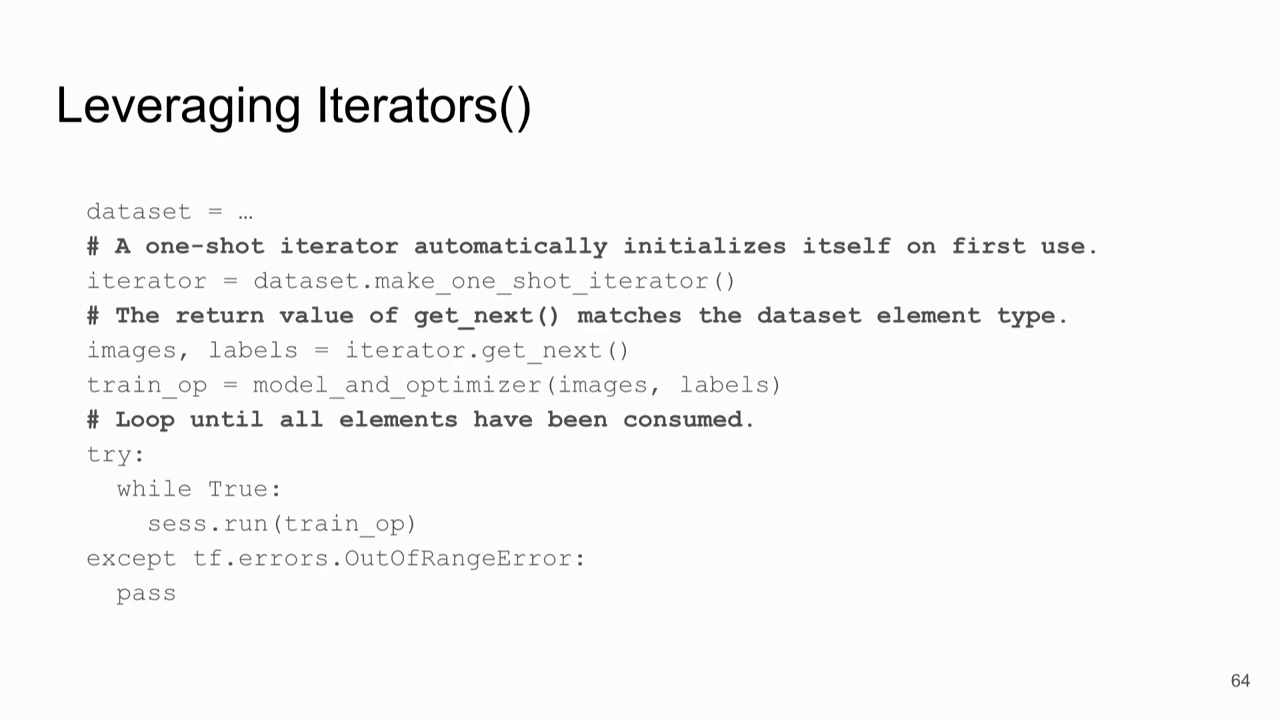 Leveraging Iterators()
dataset = …
# A one-shot iterator automatically initializes itself on first use.
iterator = dataset.make_one_shot_iterator()
# The return value of get_next() matches the dataset element type.
images, labels = iterator.get_next()
train_op = model_and_optimizer(images, labels)
# Loop until all elements have been consumed.
try:
  while True:
    sess.run(train_op)
except tf.errors.OutOfRangeError:
  pass
64